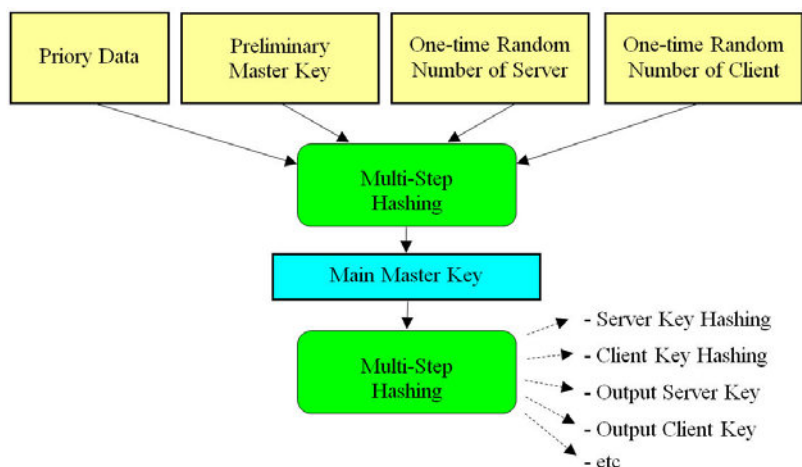 Priory Data
Preliminary
Master Key
One-time Random
Number of Server
One-time Random
Number of Client
Multi-Step
Hashing
Main Master Key
Multi-Step
Hashing
- Server Key Hashing
- Client Key Hashing
- Output Server Key
- Output Client Key
- etc